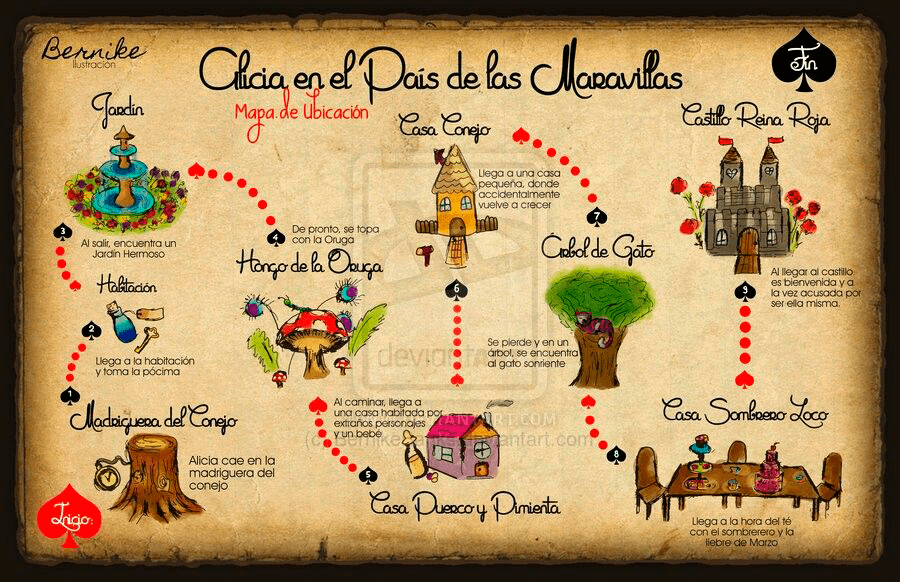 Bernike
Ilustración
Alicia en el País de las Maravillas
Mapa de Ubicación
Fin
Jardín
3
Al salir, encuentra un
Jardín Hermoso
Habitación
2
Llega a la habitación
y toma la pócima
1
Madriguera del Conejo
Alicia cae en la
madriguera del
conejo
Inicio:
4
De pronto, se topa
con la Oruga
Hongo de la Oruga
Al caminar, llega a
una casa habitada por
extraños personajes
y un bebé
5
Casa Puerco y Pimienta
Casa Conejo
Llega a una casa
pequeña, donde
accidentalmente
vuelve a crecer
6
7
Árbol de Gato
Se pierde y en un
árbol, se encuentra
al gato sonriente
8
Casa Sombrero Loco
Llega a la hora del té
con el sombrerero y la
liebre de Marzo
9
Castillo Reina Roja
Al llegar al castillo
es bienvenida y a
la vez acusada por
ser ella misma.
deviantart